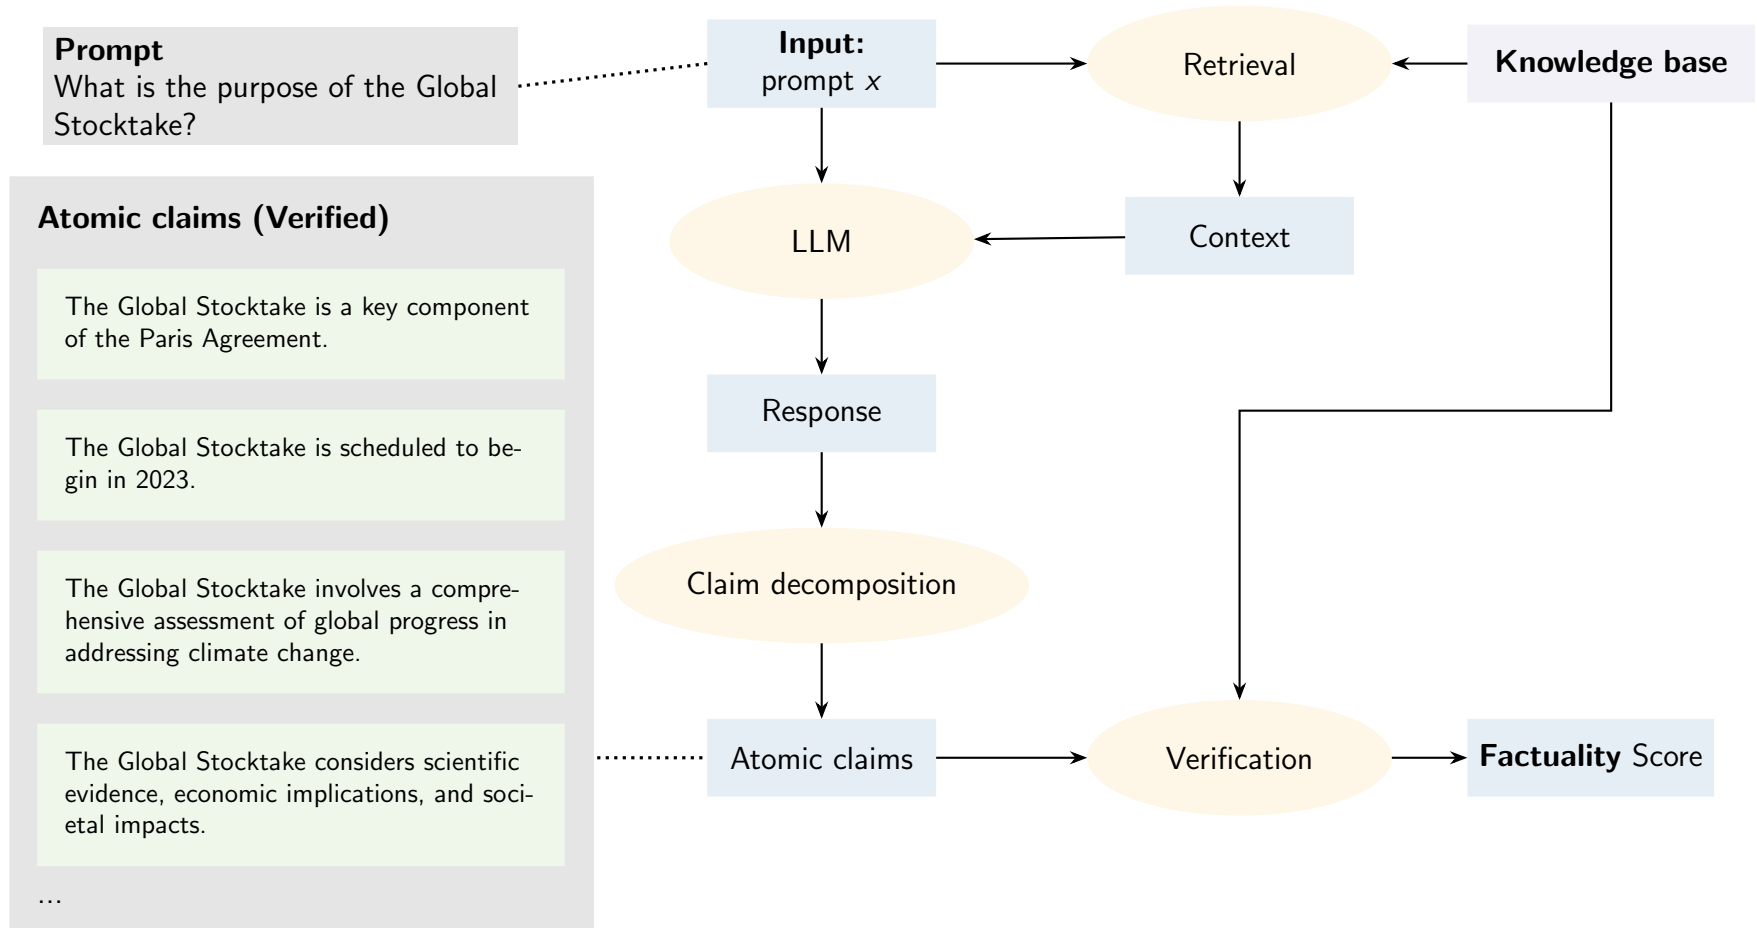 Prompt
What is the purpose of the Global
Stocktake?
Input:
prompt x
Retrieval
Knowledge base
Atomic claims (Verified)
The Global Stocktake is a key component
of the Paris Agreement.
The Global Stocktake is scheduled to be-
gin in 2023.
The Global Stocktake involves a compre-
hensive assessment of global progress in
addressing climate change.
The Global Stocktake considers scientific
evidence, economic implications, and soci-
etal impacts.
...
LLM
Context
Response
Claim decomposition
Atomic claims
Verification
Factuality Score